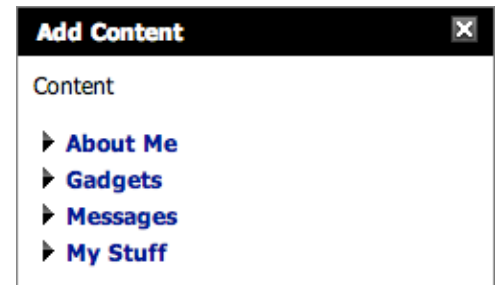 Add Content
Content
About Me
Gadgets
Messages
My Stuff